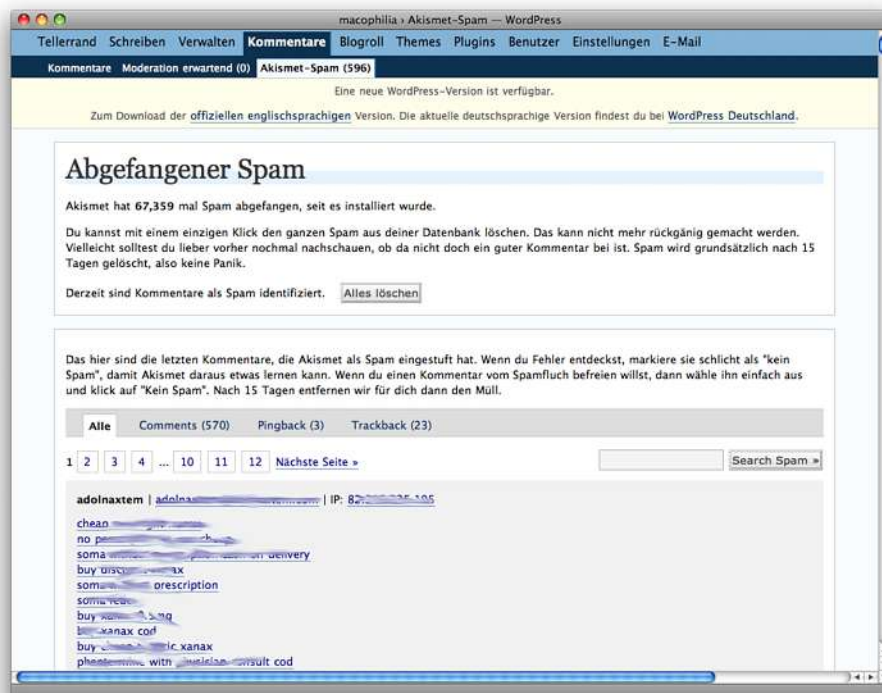 macophilia › Akismet-Spam — WordPress
Tellerrand Schreiben Verwalten Kommentare Blogroll Themes Plugins Benutzer Einstellungen E-Mail
Kommentare Moderation erwartend (0) Akismet-Spam (596)
Eine neue WordPress-Version ist verfügbar.
Zum Download der offiziellen englischsprachigen Version. Die aktuelle deutschsprachige Version findest du bei WordPress Deutschland.
Abgefangener Spam
Akismet hat 67,359 mal Spam abgefangen, seit es installiert wurde.
Du kannst mit einem einzigen Klick den ganzen Spam aus deiner Datenbank löschen. Das kann nicht mehr rückgänig gemacht werden.
Vielleicht solltest du lieber vorher nochmal nachschauen, ob da nicht doch ein guter Kommentar bei ist. Spam wird grundsätzlich nach 15
Tagen gelöscht, also keine Panik.
Derzeit sind Kommentare als Spam identifiziert. Alles löschen
Das hier sind die letzten Kommentare, die Akismet als Spam eingestuft hat. Wenn du Fehler entdeckst, markiere sie schlicht als "kein
Spam", damit Akismet daraus etwas lernen kann. Wenn du einen Kommentar vom Spamfluch befreien willst, dann wähle ihn einfach aus
und klick auf "Kein Spam". Nach 15 Tagen entfernen wir für dich dann den Müll.
Alle Comments (570) Pingback (3) Trackback (23)
1 2 3 4 ... 10 11 12 Nächste Seite » Search Spam »
adolnaxtem | IP:
cheap
no
soma delivery
buy
prescription
soma
buy
xanax cod
buy xanax
with consult cod